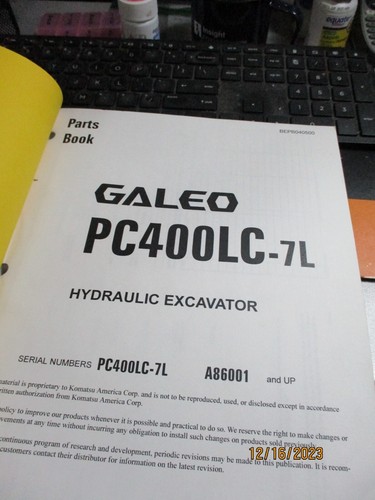 Parts
Book
BEPB040600
GALEO
PC400LC-7L
HYDRAULIC EXCAVATOR
SERIAL NUMBERS PC400LC-7L A86001 and UP
material is proprietary to Komatsu America Corp. and is not to be reproduced, used, or disclosed except in accordance
written authorization from Komatsu America Corp.
policy to improve our products whenever it is possible and practical to do so. We reserve the right to make changes or
vements at any time without incurring any obligation to install such changes on products sold previously.
continuous program of research and development, periodic revisions may be made to this publication. It is recom-
customers contact their distributor for information on the latest revision.
12/16/2023